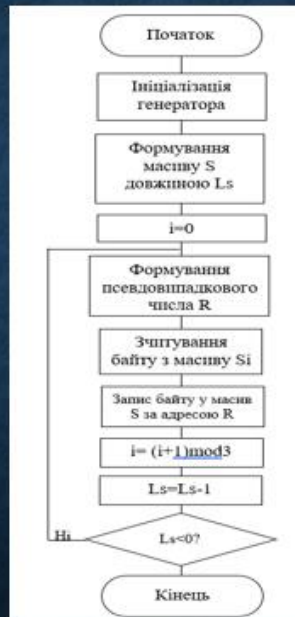 Початок
Ініціалізація
генератора
Формування
масиву S
довжиною Ls
i=0
Формування
псевдовипадкового
числа R
Зчитування
байту з масиву Si
Запис байту у масив
S за адресою R
i= (i+1)mod3
Ls=Ls-1
Ні
Ls<0?
Кінець